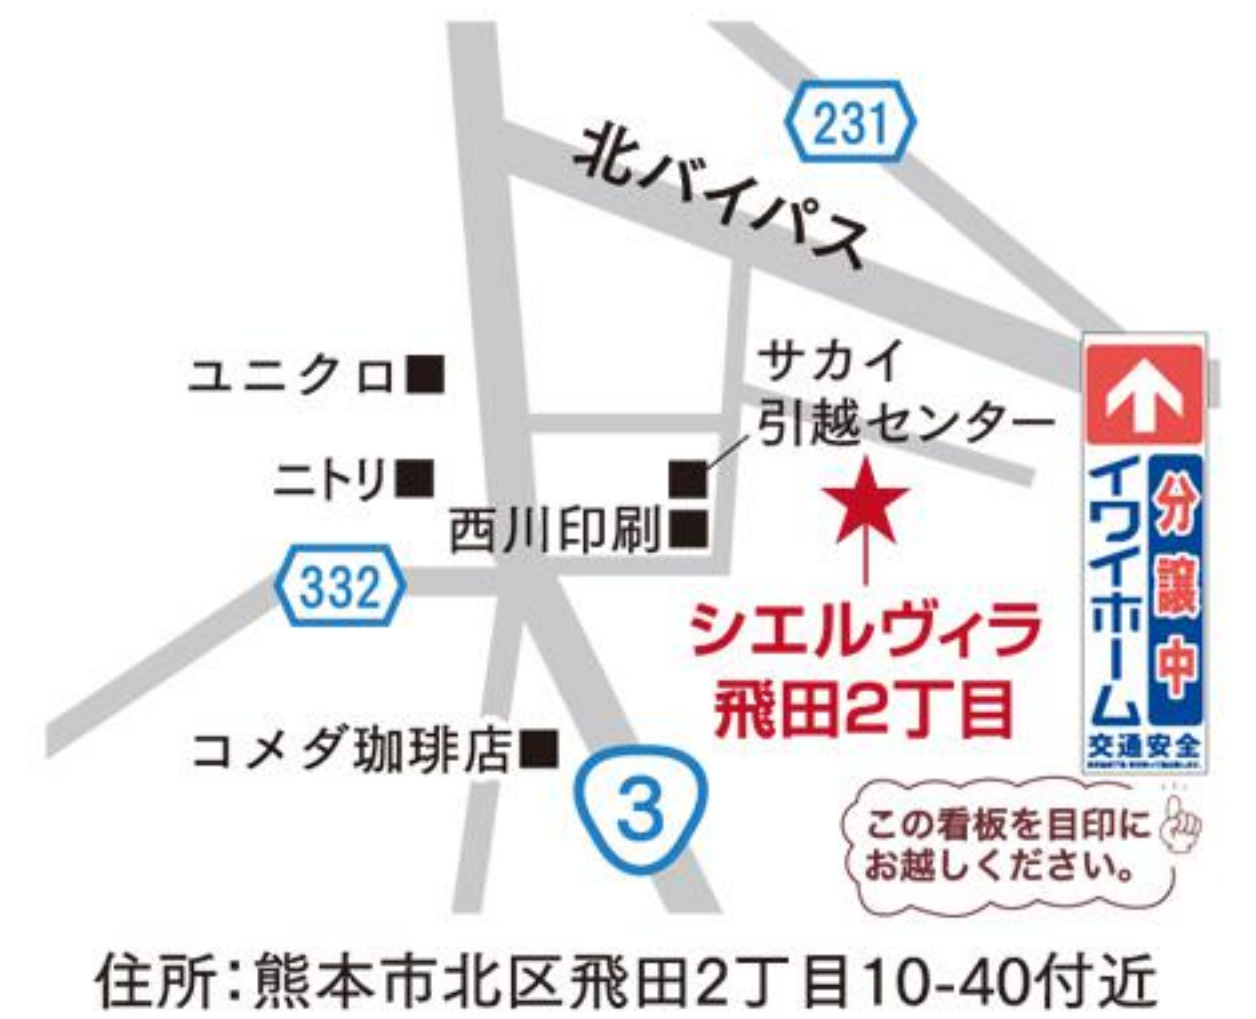 231
北バイパス
ユニクロ
サカイ
引越センター
ニトリ
西川印刷
332
シエルヴィラ
飛田2丁目
コメダ珈琲店
3
分譲中
イワイホーム
交通安全
この看板を目印に
お越しください。
住所:熊本市北区飛田2丁目10-40付近